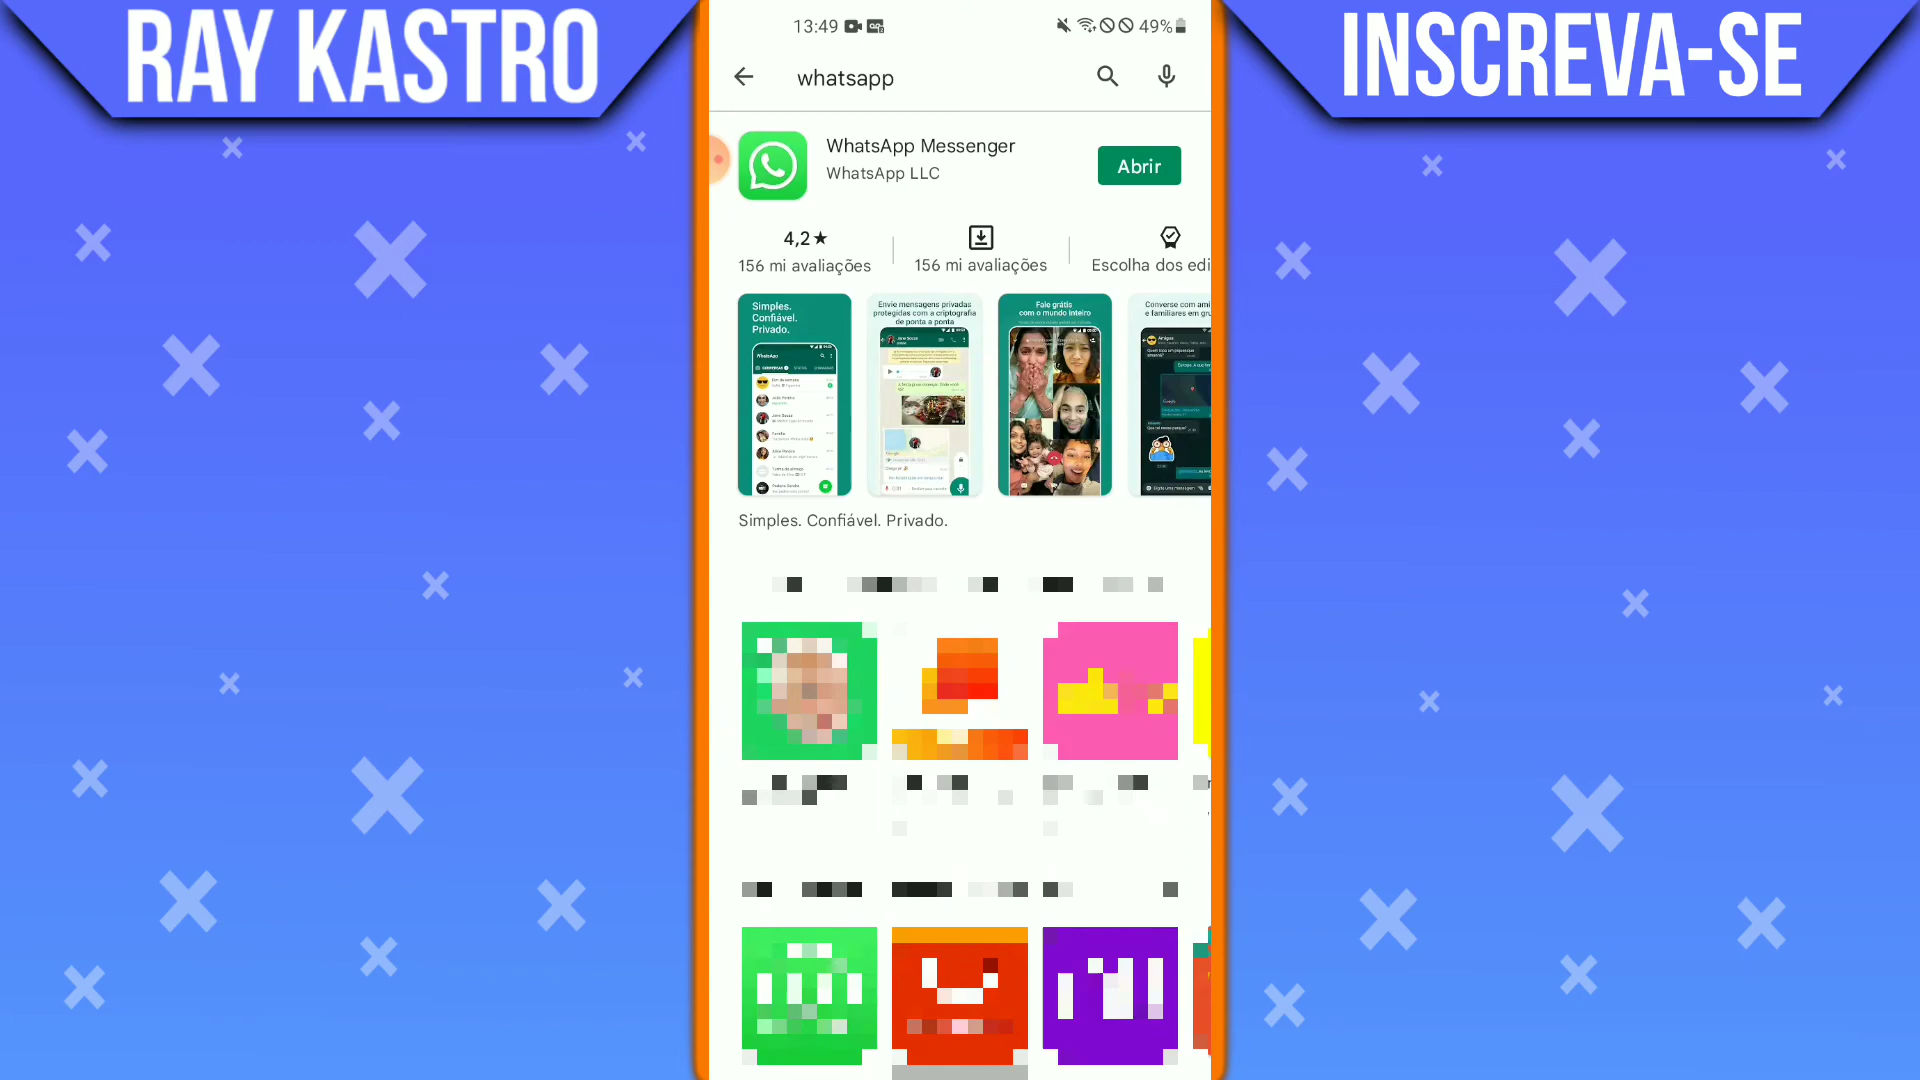 RAY KASTRO
INSCREVA-SE
13:49
49%
whatsapp
WhatsApp Messenger
WhatsApp LLC
Abrir
4,2★
156 mi avaliações
156 mi avaliações
Escolha dos edi
Simples.
Confiável.
Privado.
WhatsApp
Envie mensagens privadas
protegidas com a criptografia
de ponta a ponta
Fale grátis
com o mundo inteiro
Converse com ami
e familiares em gru
Simples. Confiável. Privado.